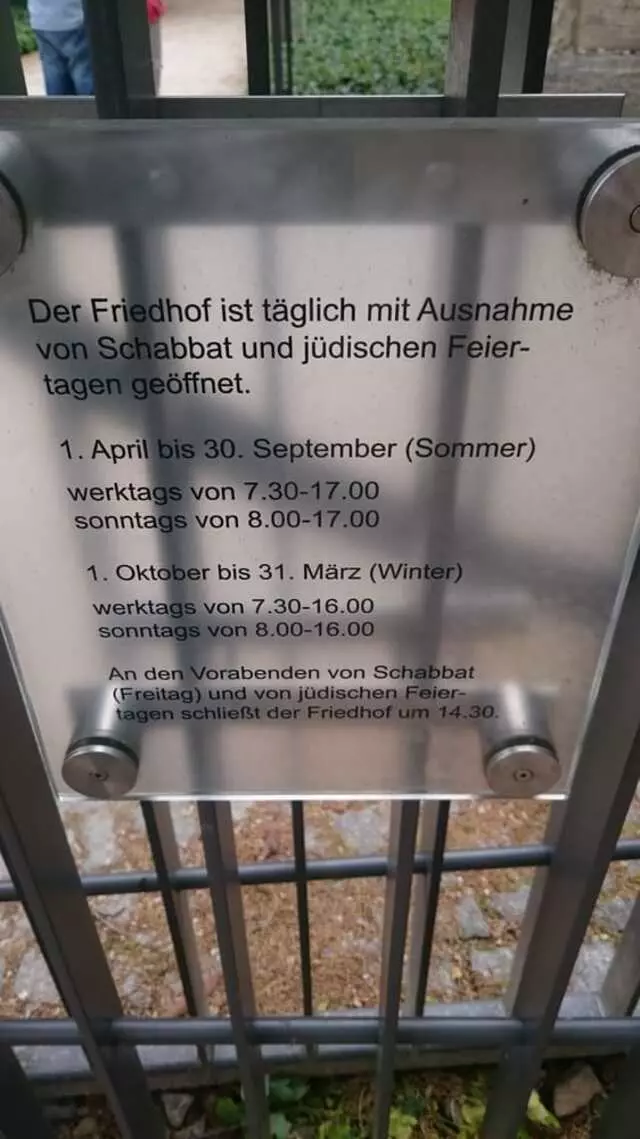 Der Friedhof ist täglich mit Ausnahme
von Schabbat und jüdischen Feier-
tagen geöffnet.
1. April bis 30. September (Sommer)
werktags von 7.30-17.00
sonntags von 8.00-17.00
1. Oktober bis 31. März (Winter)
werktags von 7.30-16.00
sonntags von 8.00-16.00
An den Vorabenden von Schabbat
(Freitag) und von jüdischen Feier-
tagen schließt der Friedhof um 14.30.